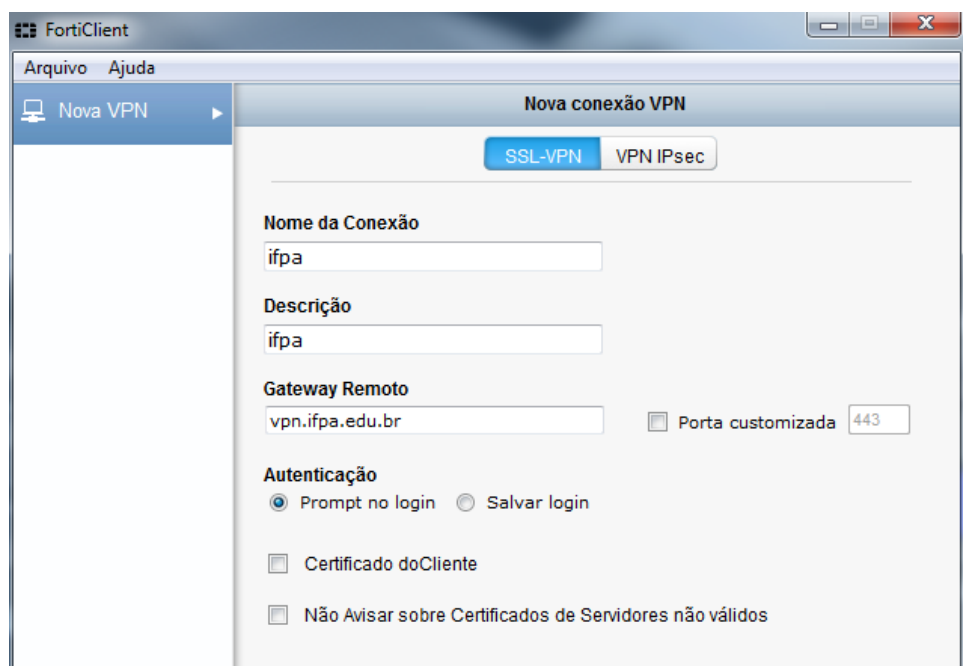 FortiClient
Arquivo Ajuda
Nova VPN
Nova conexão VPN
SSL-VPN VPN IPsec
Nome da Conexão
ifpa
Descrição
ifpa
Gateway Remoto
vpn.ifpa.edu.br Porta customizada 443
Autenticação
Prompt no login Salvar login
Certificado doCliente
Não Avisar sobre Certificados de Servidores não válidos